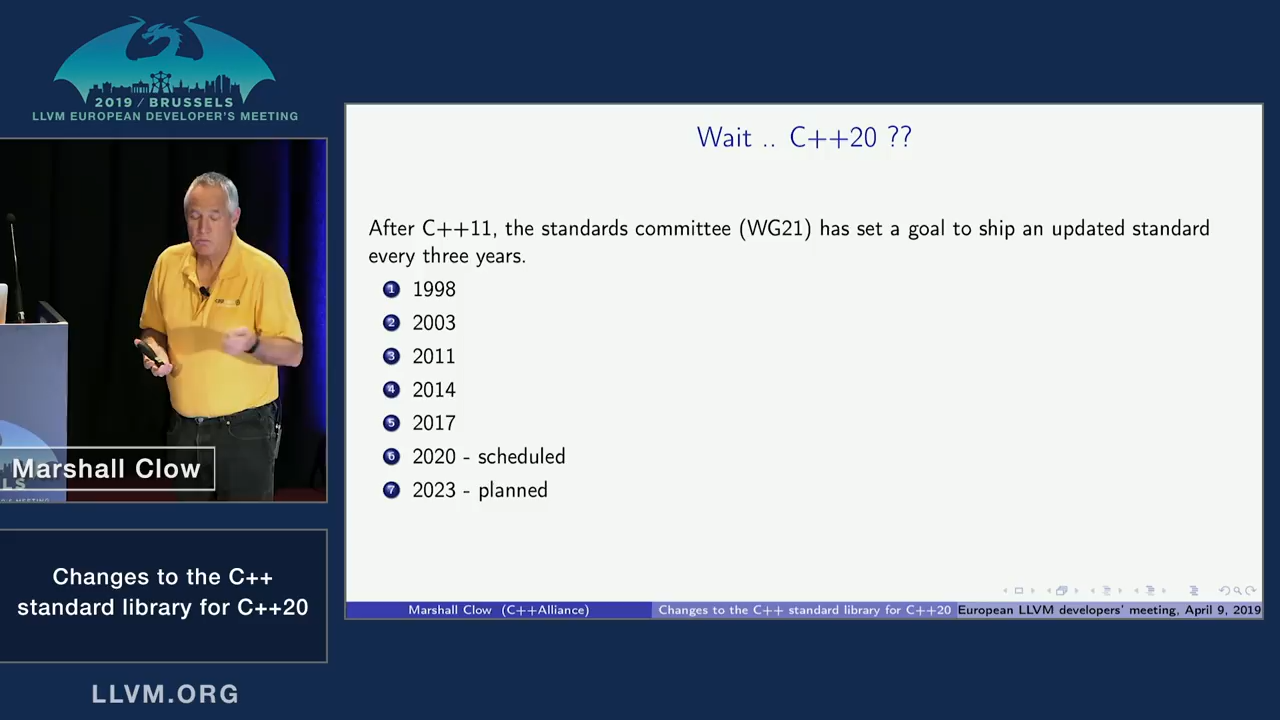 2019 / BRUSSELS
LLVM EUROPEAN DEVELOPER'S MEETING
Wait .. C++20 ??
After C++11, the standards committee (WG21) has set a goal to ship an updated standard
every three years.
1 1998
2 2003
3 2011
4 2014
5 2017
6 2020 - scheduled
7 2023 - planned
Marshall Clow
Changes to the C++
standard library for C++20
Marshall Clow (C++Alliance)
Changes to the C++ standard library for C++20
European LLVM developers' meeting, April 9, 2019
LLVM.ORG